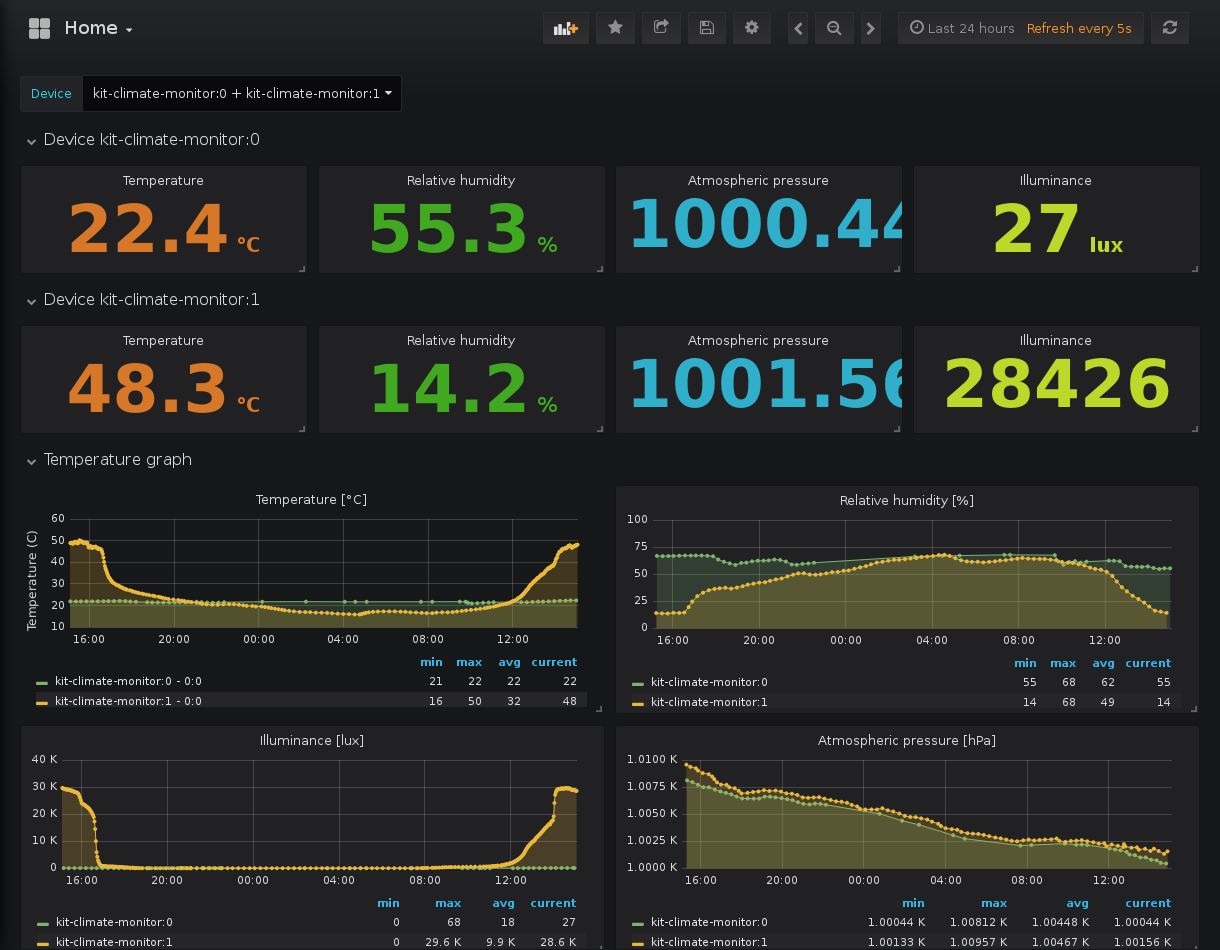 Home
Last 24 hours Refresh every 5s
Device kit-climate-monitor:0 + kit-climate-monitor:1
Device kit-climate-monitor:0
Temperature Relative humidity Atmospheric pressure Illuminance
22.4 °C 55.3 % 1000.44 27 lux
Device kit-climate-monitor:1
Temperature Relative humidity Atmospheric pressure Illuminance
48.3 °C 14.2 % 1001.56 28426
Temperature graph
Temperature [°C]
Temperature (C)
60
50
40
30
20
10
16:00 20:00 00:00 04:00 08:00 12:00
min max avg current
kit-climate-monitor:0 - 0:0 21 22 22 22
kit-climate-monitor:1 - 0:0 16 50 32 48
Relative humidity [%]
100
75
50
25
0
16:00 20:00 00:00 04:00 08:00 12:00
min max avg current
kit-climate-monitor:0 55 68 62 55
kit-climate-monitor:1 14 68 49 14
Illuminance [lux]
40 K
30 K
20 K
10 K
0
16:00 20:00 00:00 04:00 08:00 12:00
min max avg current
kit-climate-monitor:0 0 68 18 27
kit-climate-monitor:1 0 29.6 K 9.9 K 28.6 K
Atmospheric pressure [hPa]
1.0100 K
1.0075 K
1.0050 K
1.0025 K
1.0000 K
16:00 20:00 00:00 04:00 08:00 12:00
min max avg current
kit-climate-monitor:0 1.00044 K 1.00812 K 1.00448 K 1.00044 K
kit-climate-monitor:1 1.00133 K 1.00957 K 1.00467 K 1.00156 K